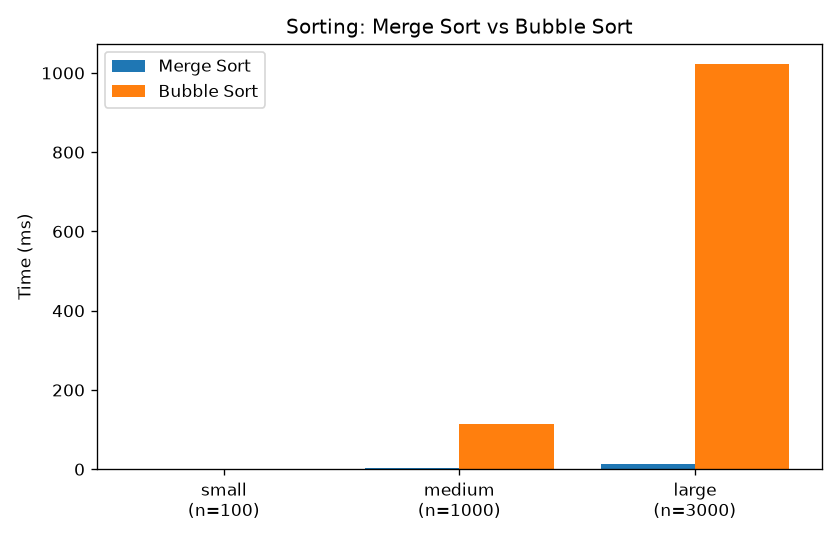 Sorting: Merge Sort vs Bubble Sort
Merge Sort
Bubble Sort
Time (ms)
1000
800
600
400
200
0
small
(n=100)
medium
(n=1000)
large
(n=3000)